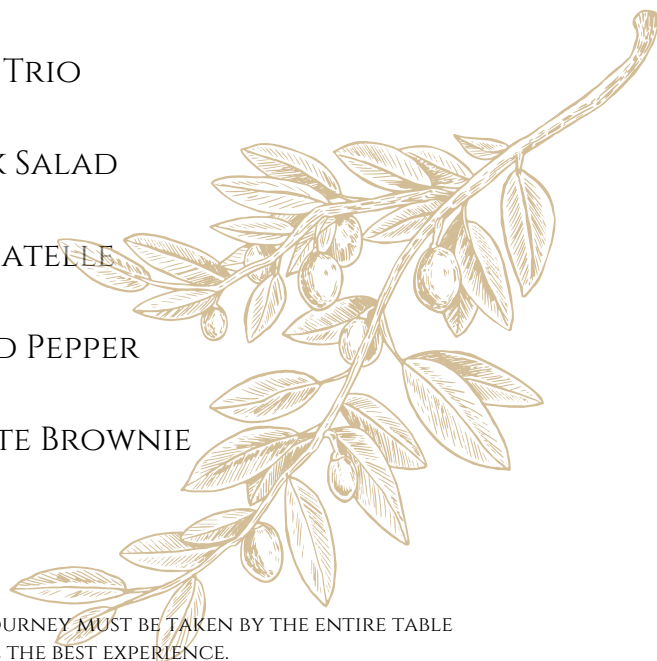 Trio
Salad
atelle
Pepper
te Brownie
ourney must be taken by the entire table
the best experience.